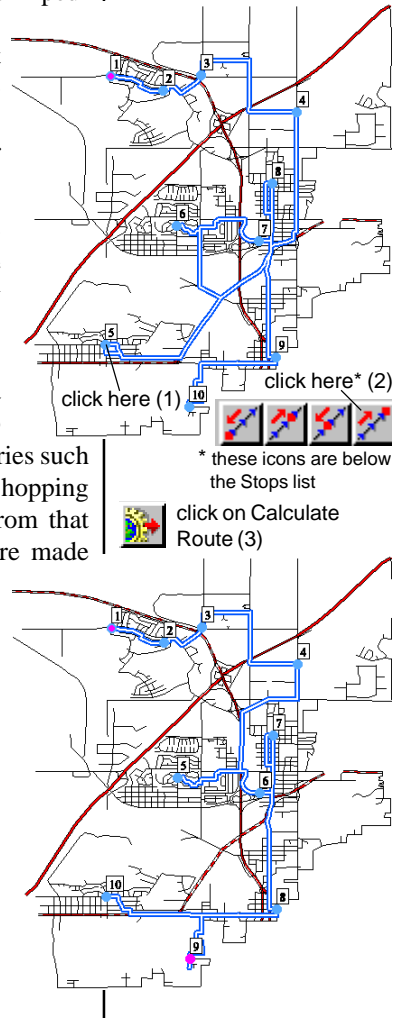 1
2
3
4
8
6
7
5
9
10
click here (1)
click here* (2)
* these icons are below
the Stops list
ries such
hopping
rom that
re made
click on Calculate
Route (3)
1
2
3
4
7
5
6
10
8
9